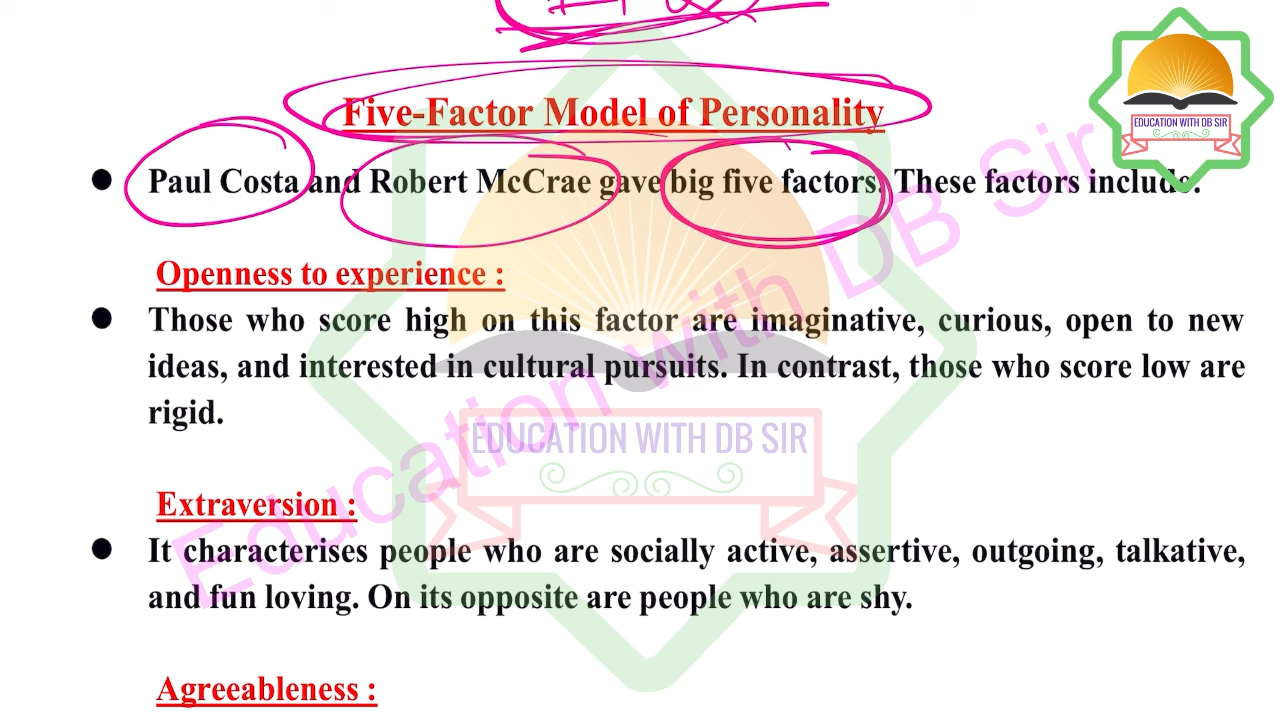 EDUCATION WITH DB SIR
Five-Factor Model of Personality
Paul Costa and Robert McCrae gave big five factors. These factors include:
Openness to experience :
Those who score high on this factor are imaginative, curious, open to new
ideas, and interested in cultural pursuits. In contrast, those who score low are
rigid.
EDUCATION WITH DB SIR
Education with DB Sir
Extraversion :
It characterises people who are socially active, assertive, outgoing, talkative,
and fun loving. On its opposite are people who are shy.
Agreeableness :